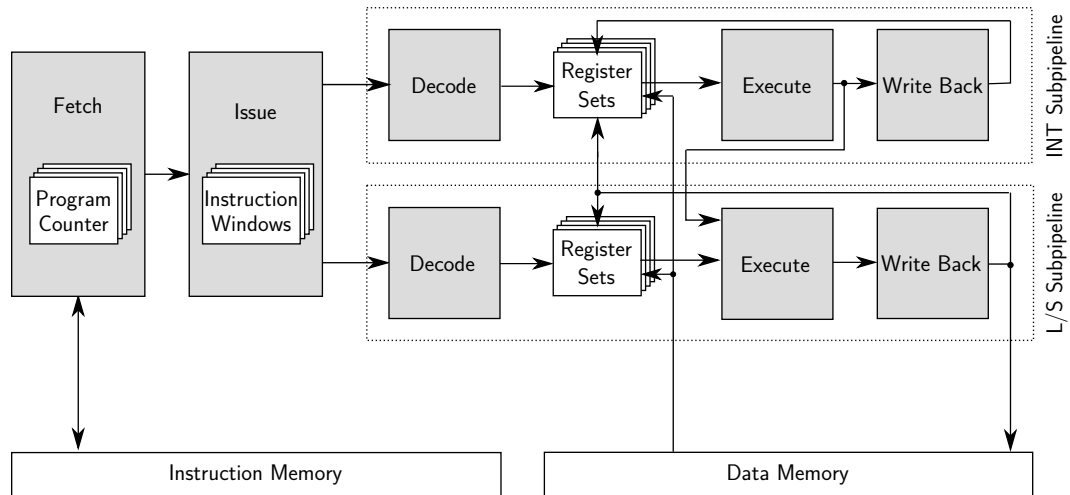 Fetch
Program
Counter
Issue
Instruction
Windows
Decode
Register
Sets
Execute
Write Back
INT Subpipeline
Decode
Register
Sets
Execute
Write Back
L/S Subpipeline
Instruction Memory
Data Memory